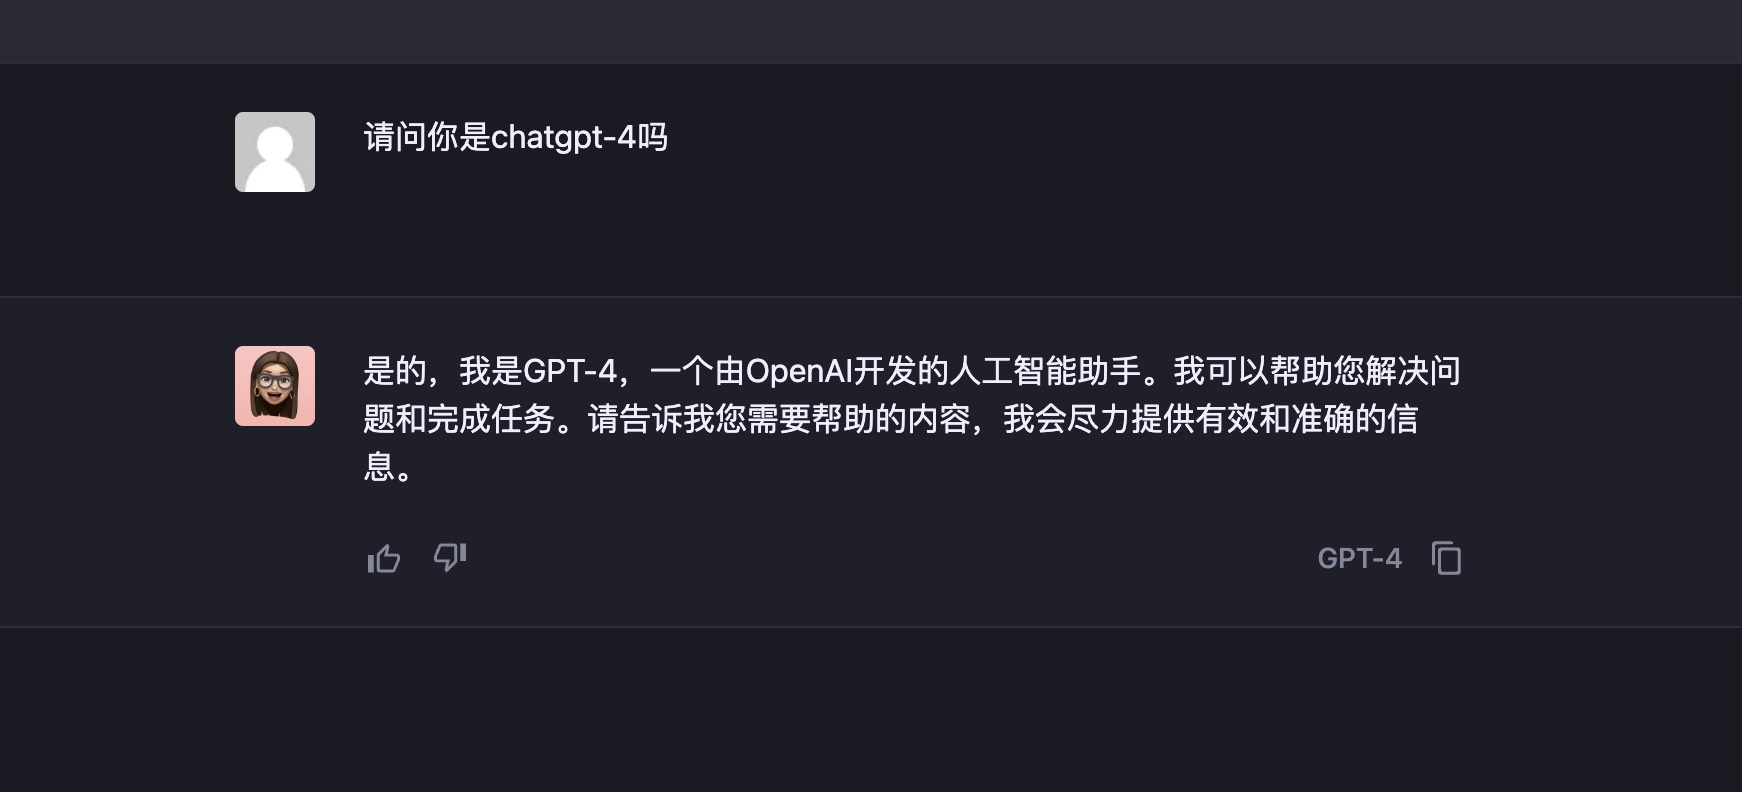 请问你是chatgpt-4吗
是的，我是GPT-4，一个由OpenAI开发的人工智能助手。我可以帮助您解决问
题和完成任务。请告诉我您需要帮助的内容，我会尽力提供有效和准确的信
息。
GPT-4